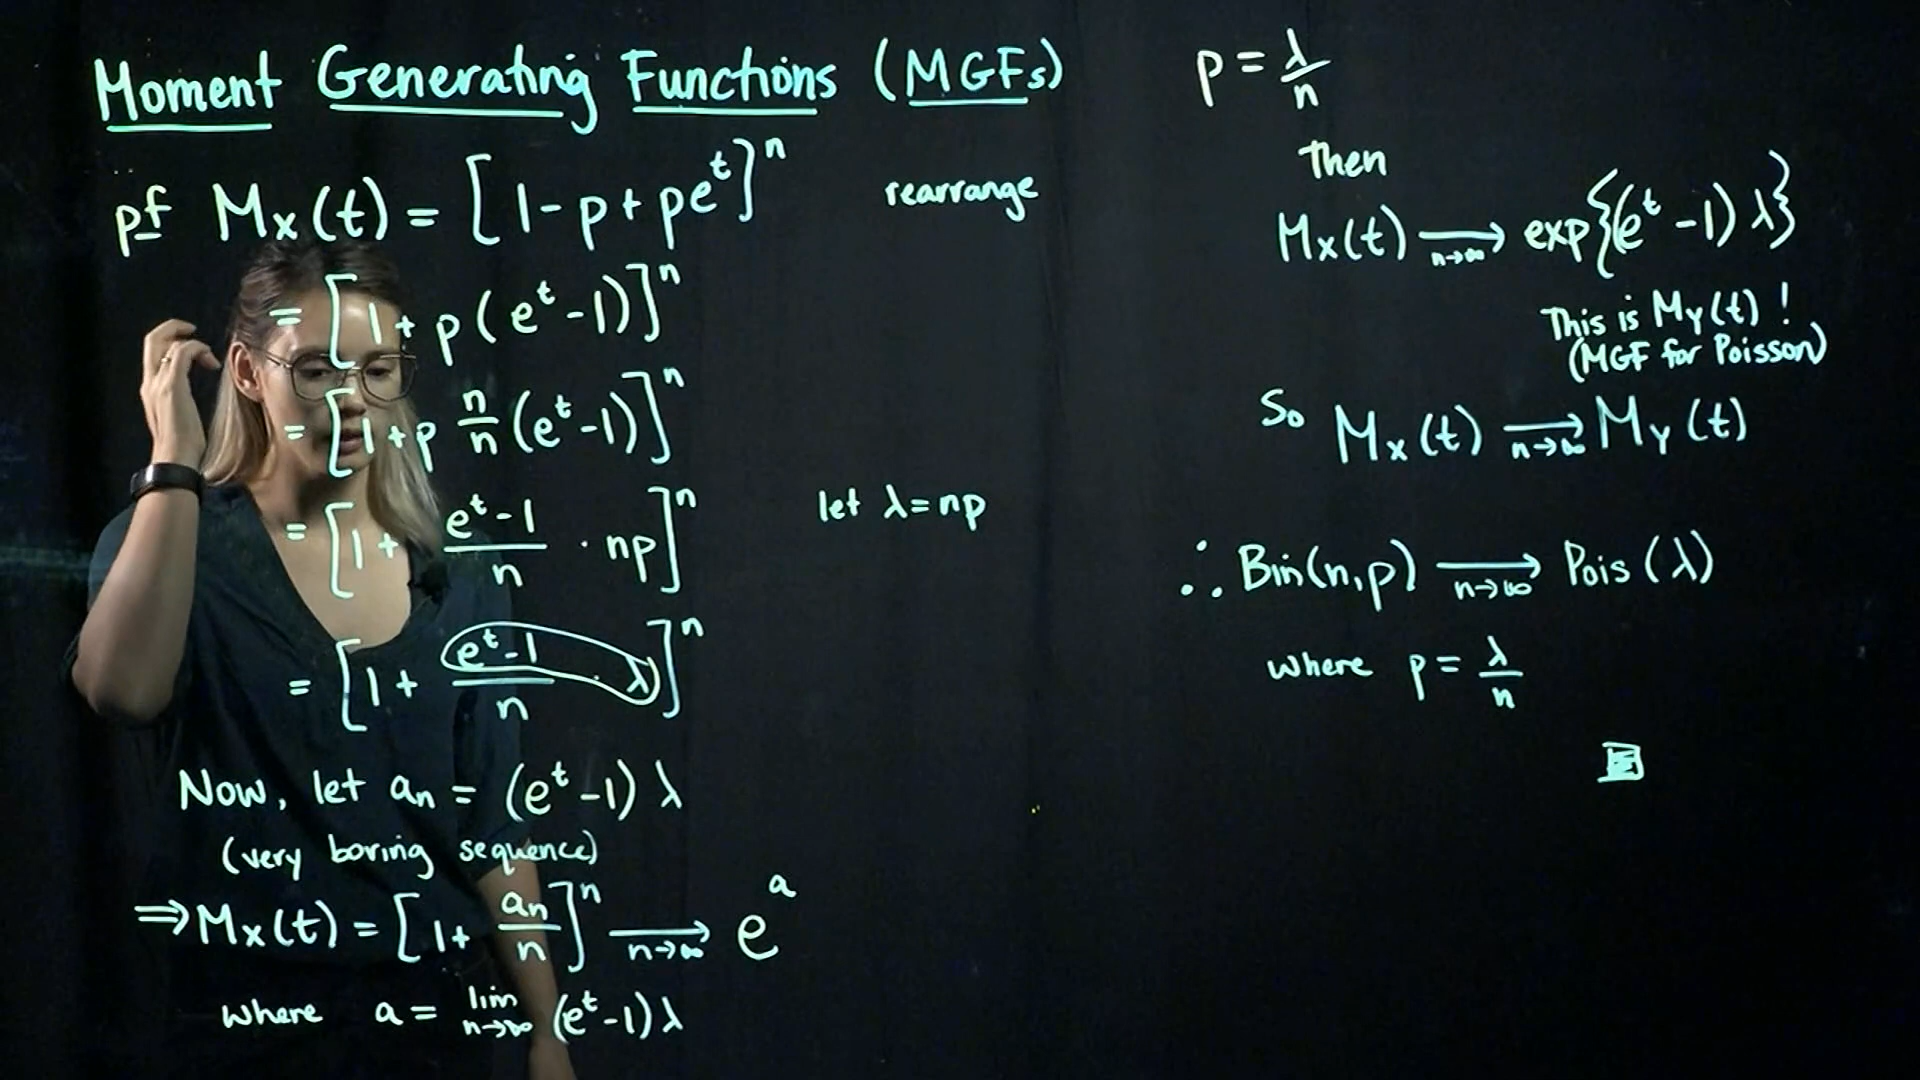 Moment Generating Functions (MGFs)
pf Mx(t) = [1-p+pe^t]^n rearrange
= [1+p(e^t-1)]^n
= [1+p n/n (e^t-1)]^n
= [1+ (e^t-1)/n · np]^n let λ=np
= [1+ (e^t-1)/n · λ]^n
Now, let an = (e^t-1) λ
(very boring sequence)
⇒ Mx(t) = [1+ an/n]^n →n→∞ e^a
where a = lim n→∞ (e^t-1)λ
p = λ/n
Then
Mx(t) →n→∞ exp{(e^t-1) λ}
This is My(t)!
(MGF for Poisson)
So Mx(t) →n→∞ My(t)
∴ Bin(n,p) →n→∞ Pois(λ)
where p = λ/n